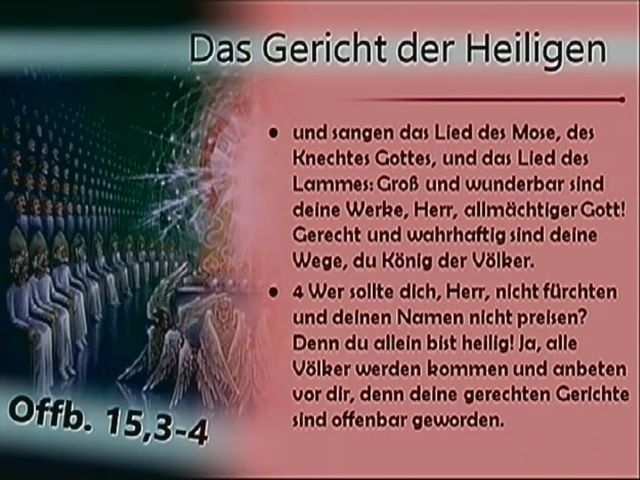 Das Gericht der Heiligen
• und sangen das Lied des Mose, des
Knechtes Gottes, und das Lied des
Lammes: Groß und wunderbar sind
deine Werke, Herr, allmächtiger Gott!
Gerecht und wahrhaftig sind deine
Wege, du König der Völker.
• 4 Wer sollte dich, Herr, nicht fürchten
und deinen Namen nicht preisen?
Denn du allein bist heilig! Ja, alle
Völker werden kommen und anbeten
vor dir, denn deine gerechten Gerichte
sind offenbar geworden.
Offb. 15,3-4